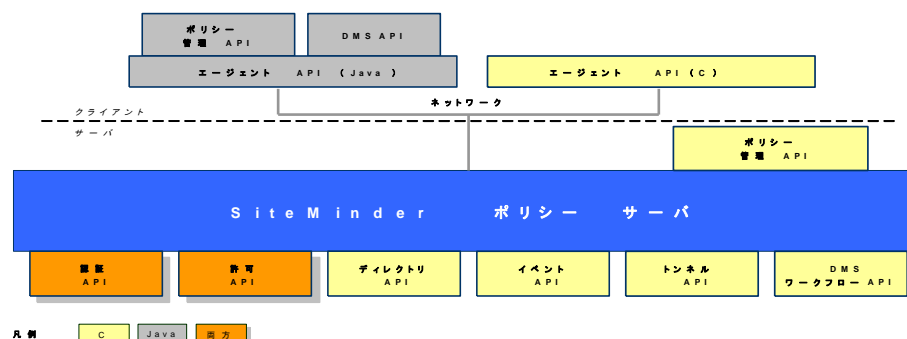 ポリシー
管理 API
DMS API
エージェント API (Java)
エージェント API (C)
ネットワーク
クライアント
サーバ
ポリシー
管理 API
SiteMinder ポリシー サーバ
認証
API
許可
API
ディレクトリ
API
イベント
API
トンネル
API
DMS
ワークフロー API
凡例
C
Java
両方